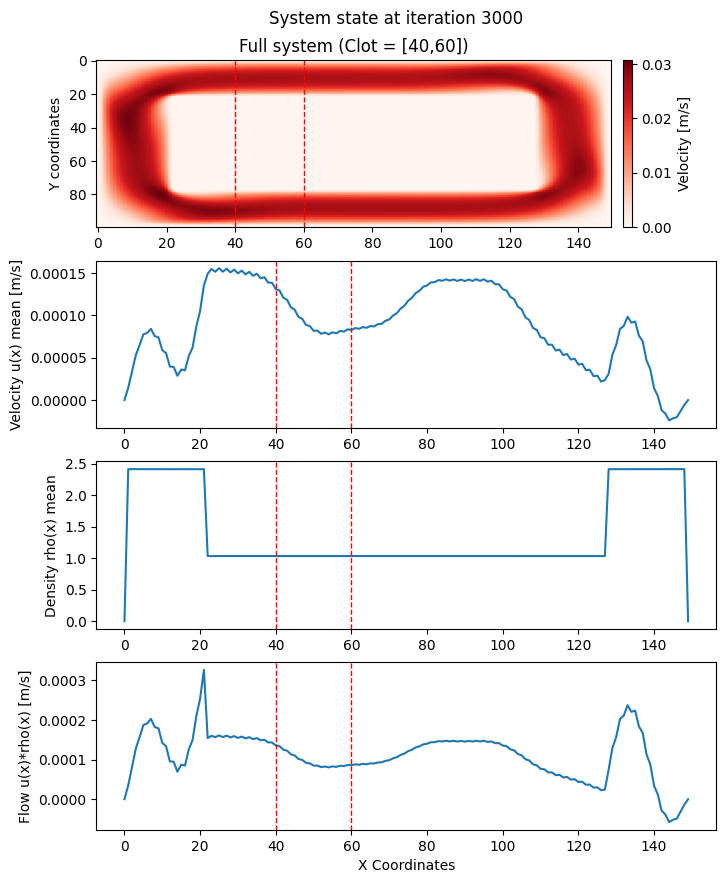 System state at iteration 3000
Full system (Clot = [40,60])
Y coordinates
0
20
40
60
80
0 20 40 60 80 100 120 140
0.03
0.02
0.01
0.00
Velocity [m/s]
Velocity u(x) mean [m/s]
0.00015
0.00010
0.00005
0.00000
0 20 40 60 80 100 120 140
Density rho(x) mean
2.5
2.0
1.5
1.0
0.5
0.0
0 20 40 60 80 100 120 140
Flow u(x)*rho(x) [m/s]
0.0003
0.0002
0.0001
0.0000
0 20 40 60 80 100 120 140
X Coordinates